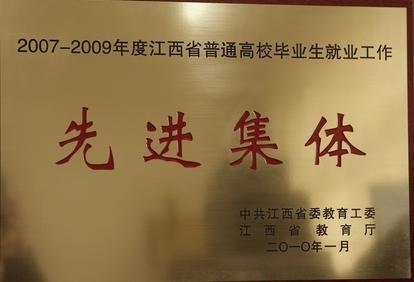 2007-2009年度江西省普通高校毕业生就业工作
先进集体
中共江西省委教育工委
江西省教育厅
二〇一〇年一月